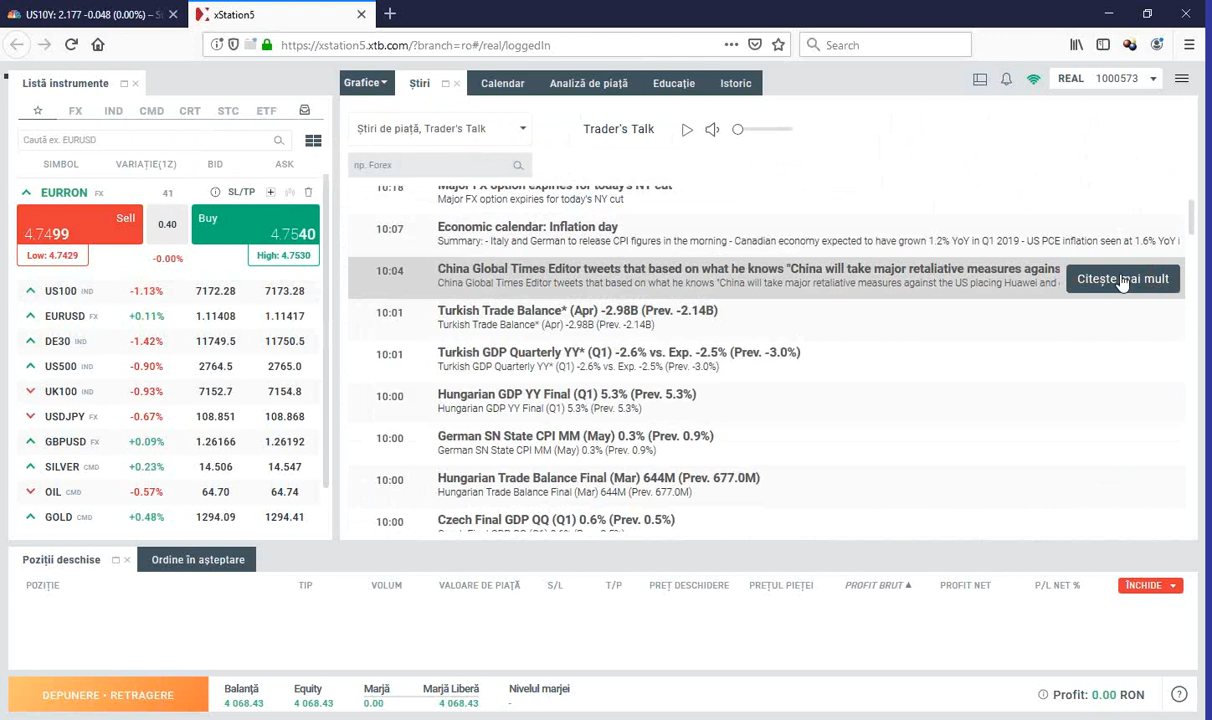 US10Y: 2.177 -0.048 (0.00%) –
xStation5
https://xstation5.xtb.com/?branch=ro#/real/loggedIn
Search
Listă instrumente
Grafice
Știri
Calendar
Analiză de piață
Educație
Istoric
REAL 1000573
FX IND CMD CRT STC ETF
Caută ex. EURUSD
SIMBOL VARIAȚIE(1Z) BID ASK
EURRON FX 41 SL/TP
Sell 4.7499
0.40
Buy 4.7540
Low: 4.7429
-0.00%
High: 4.7530
US100 IND -1.13% 7172.28 7173.28
EURUSD FX +0.11% 1.11408 1.11417
DE30 IND -1.42% 11749.5 11750.5
US500 IND -0.90% 2764.5 2765.0
UK100 IND -0.93% 7152.7 7154.8
USDJPY FX -0.67% 108.851 108.868
GBPUSD FX +0.09% 1.26166 1.26192
SILVER CMD +0.23% 14.506 14.547
OIL CMD -0.57% 64.70 64.74
GOLD CMD +0.48% 1294.09 1294.41
Știri de piață, Trader's Talk
Trader's Talk
np. Forex
10:18 Major FX option expiries for today's NY cut
Major FX option expiries for today's NY cut
10:07 Economic calendar: Inflation day
Summary: - Italy and German to release CPI figures in the morning - Canadian economy expected to have grown 1.2% YoY in Q1 2019 - US PCE inflation seen at 1.6% YoY i
10:04 China Global Times Editor tweets that based on what he knows "China will take major retaliative measures agains
China Global Times Editor tweets that based on what he knows "China will take major retaliative measures against the US placing Huawei and
Citește mai mult
10:01 Turkish Trade Balance* (Apr) -2.98B (Prev. -2.14B)
Turkish Trade Balance* (Apr) -2.98B (Prev. -2.14B)
10:01 Turkish GDP Quarterly YY* (Q1) -2.6% vs. Exp. -2.5% (Prev. -3.0%)
Turkish GDP Quarterly YY* (Q1) -2.6% vs. Exp. -2.5% (Prev. -3.0%)
10:00 Hungarian GDP YY Final (Q1) 5.3% (Prev. 5.3%)
Hungarian GDP YY Final (Q1) 5.3% (Prev. 5.3%)
10:00 German SN State CPI MM (May) 0.3% (Prev. 0.9%)
German SN State CPI MM (May) 0.3% (Prev. 0.9%)
10:00 Hungarian Trade Balance Final (Mar) 644M (Prev. 677.0M)
Hungarian Trade Balance Final (Mar) 644M (Prev. 677.0M)
10:00 Czech Final GDP QQ (Q1) 0.6% (Prev. 0.5%)
Poziții deschise
Ordine în așteptare
POZIȚIE TIP VOLUM VALOARE DE PIAȚĂ S/L T/P PREȚ DESCHIDERE PREȚUL PIEȚEI PROFIT BRUT PROFIT NET P/L NET % ÎNCHIDE
DEPUNERE • RETRAGERE
Balanță Equity Marjă Marjă Liberă Nivelul marjei
4 068.43 4 068.43 0.00 4 068.43 -
Profit: 0.00 RON